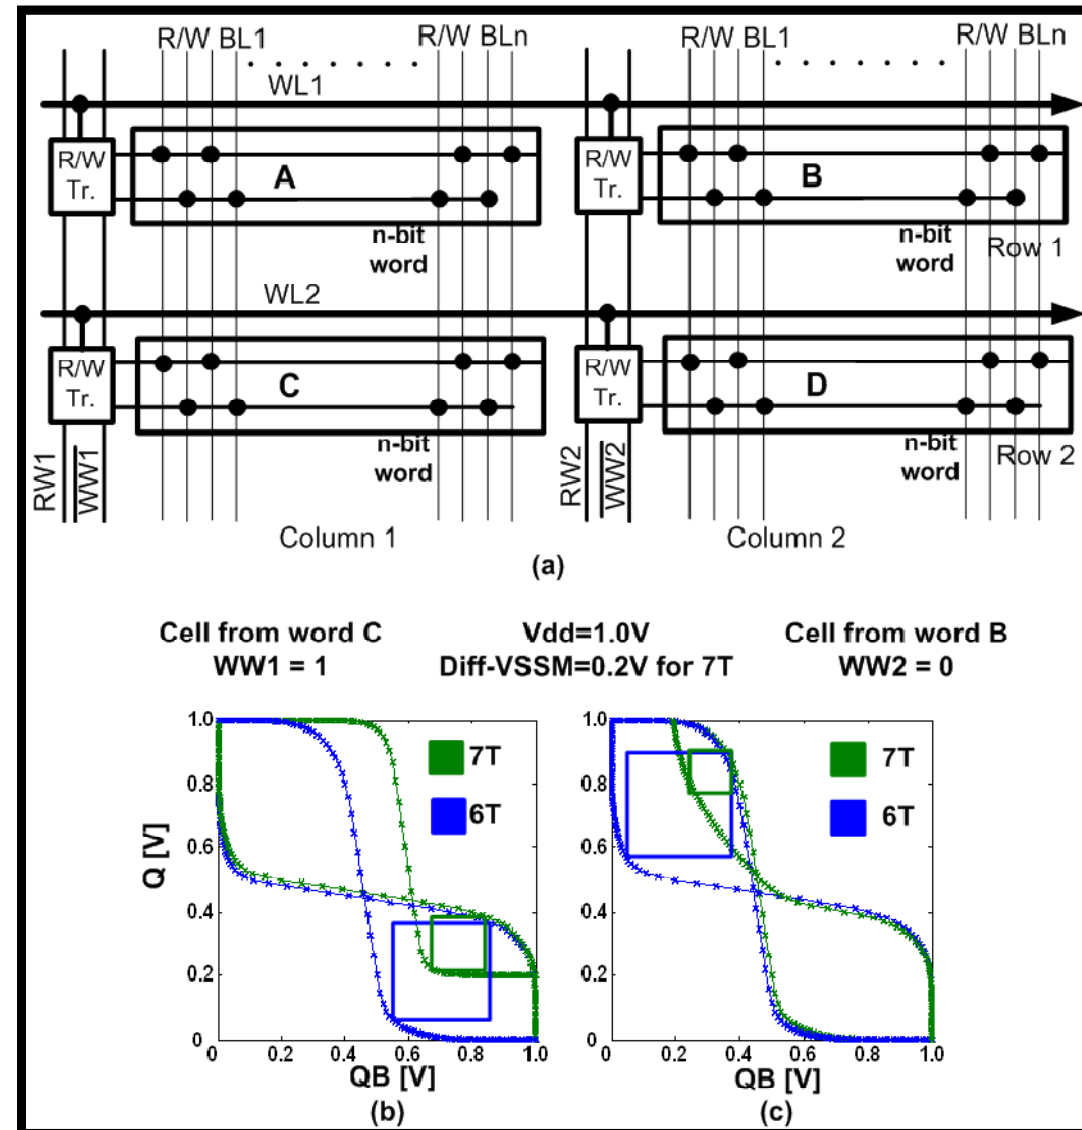 R/W BL1 R/W BLn R/W BL1 R/W BLn
WL1
R/W Tr. A n-bit word R/W Tr. B n-bit word Row 1
WL2
R/W Tr. C n-bit word R/W Tr. D n-bit word Row 2
RW1 WW1 RW2 WW2
Column 1 Column 2
(a)
Cell from word C Vdd=1.0V Cell from word B
WW1 = 1 Diff-VSSM=0.2V for 7T WW2 = 0
1.0 0.8 0.6 0.4 0.2 0
Q [V]
7T
6T
0 0.2 0.4 0.6 0.8 1.0
QB [V]
(b)
1.0 0.8 0.6 0.4 0.2 0
7T
6T
0 0.2 0.4 0.6 0.8 1.0
QB [V]
(c)